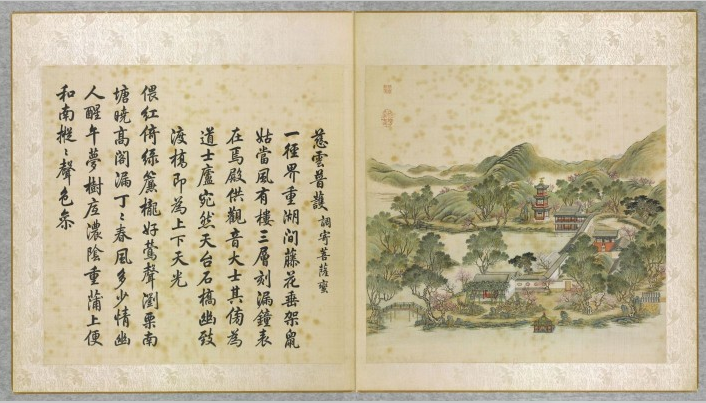 慈雲普護 調寄菩薩蠻
一徑界重湖間藤花垂架鼠
姑當風有樓三層刻漏鐘表
在焉殿供觀音大士其傍為
道士廬宛然天台石橋幽致
渡橋即為上下天光
偎紅倚綠簾櫳好鶯聲瀏栗南
塘曉高閣漏丁〻春風多少情幽
人醒午夢樹底濃陰重蒲上便
和南樅〻聲色參